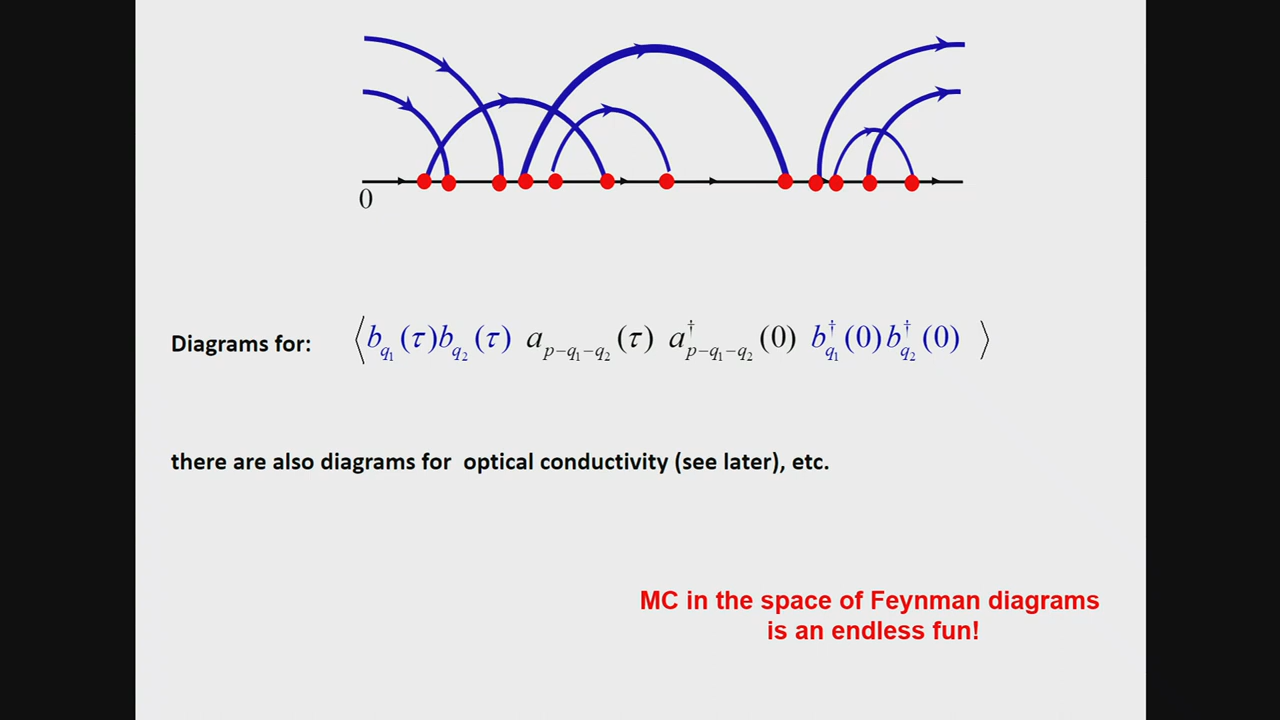 0
Diagrams for: ⟨b_{q_1}(τ)b_{q_2}(τ) a_{p−q_1−q_2}(τ) a^†_{p−q_1−q_2}(0) b^†_{q_1}(0)b^†_{q_2}(0)⟩
there are also diagrams for optical conductivity (see later), etc.
MC in the space of Feynman diagrams
is an endless fun!